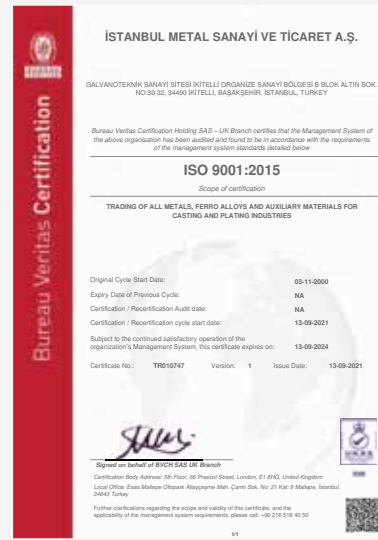 Bureau Veritas Certification
İSTANBUL METAL SANAYİ VE TİCARET A.Ş.
GALVANOTEKNİK SANAYİ SİTESİ İKİTELLİ ORGANİZE SANAYİ BÖLGESİ B BLOK ALTIN SOK.
NO:30-32, 34490 İKİTELLİ, BAŞAKŞEHİR, İSTANBUL, TURKEY
Bureau Veritas Certification Holding SAS – UK Branch certifies that the Management System of
the above organisation has been audited and found to be in accordance with the requirements
of the management system standards detailed below
ISO 9001:2015
Scope of certification
TRADING OF ALL METALS, FERRO ALLOYS AND AUXILIARY MATERIALS FOR
CASTING AND PLATING INDUSTRIES
Original Cycle Start Date: 03-11-2000
Expiry Date of Previous Cycle: NA
Certification / Recertification Audit date: NA
Certification / Recertification cycle start date: 13-09-2021
Subject to the continued satisfactory operation of the
organization's Management System, this certificate expires on: 13-09-2024
Certificate No.: TR010747 Version: 1 Issue Date: 13-09-2021
Signed on behalf of BVCH SAS UK Branch
Certification Body Address: 5th Floor, 66 Prescot Street, London, E1 8HG, United Kingdom
Local Office: Esas Maltepe Ofispark Altayçeşme Mah. Çamlı Sok. No: 21 Kat: 8 Maltepe, İstanbul,
34843 Turkey
Further clarifications regarding the scope and validity of this certificate, and the
applicability of the management system requirements, please call: +90 216 518 40 50
1/1